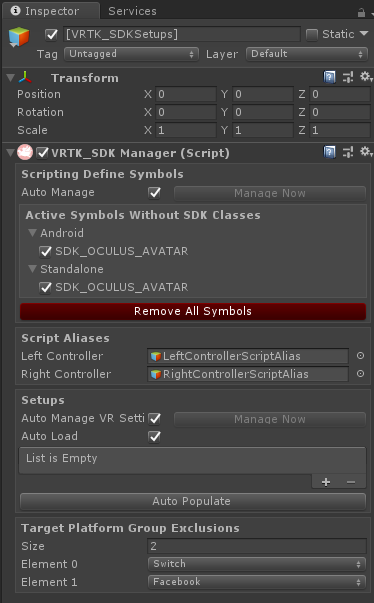 Inspector Services
[VRTK_SDKSetups] Static
Tag Untagged Layer Default
Transform
Position X 0 Y 0 Z 0
Rotation X 0 Y 0 Z 0
Scale X 1 Y 1 Z 1
VRTK_SDK Manager (Script)
Scripting Define Symbols
Auto Manage Manage Now
Active Symbols Without SDK Classes
Android
SDK_OCULUS_AVATAR
Standalone
SDK_OCULUS_AVATAR
Remove All Symbols
Script Aliases
Left Controller LeftControllerScriptAlias
Right Controller RightControllerScriptAlias
Setups
Auto Manage VR Setti Manage Now
Auto Load
List is Empty
Auto Populate
Target Platform Group Exclusions
Size 2
Element 0 Switch
Element 1 Facebook